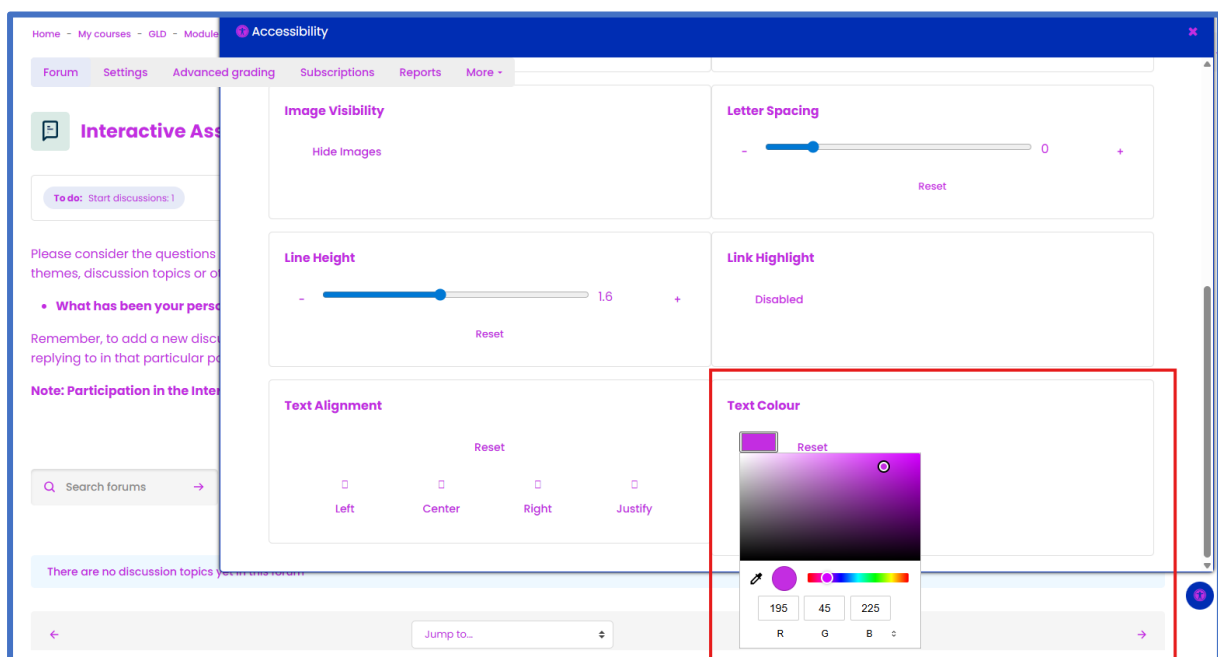 Home - My courses - GLD - Module
Accessibility
Forum Settings Advanced grading Subscriptions Reports More
Interactive Ass
To do: Start discussions: 1
Please consider the questions
themes, discussion topics or ot
• What has been your perso
Remember, to add a new discu
replying to in that particular po
Note: Participation in the Inter
Search forums
There are no discussion topics yet in this forum
Jump to...
Image Visibility
Hide Images
Letter Spacing
- 0 +
Reset
Line Height
- 1.6 +
Reset
Link Highlight
Disabled
Text Alignment
Reset
Left Center Right Justify
Text Colour
Reset
195 45 225
R G B